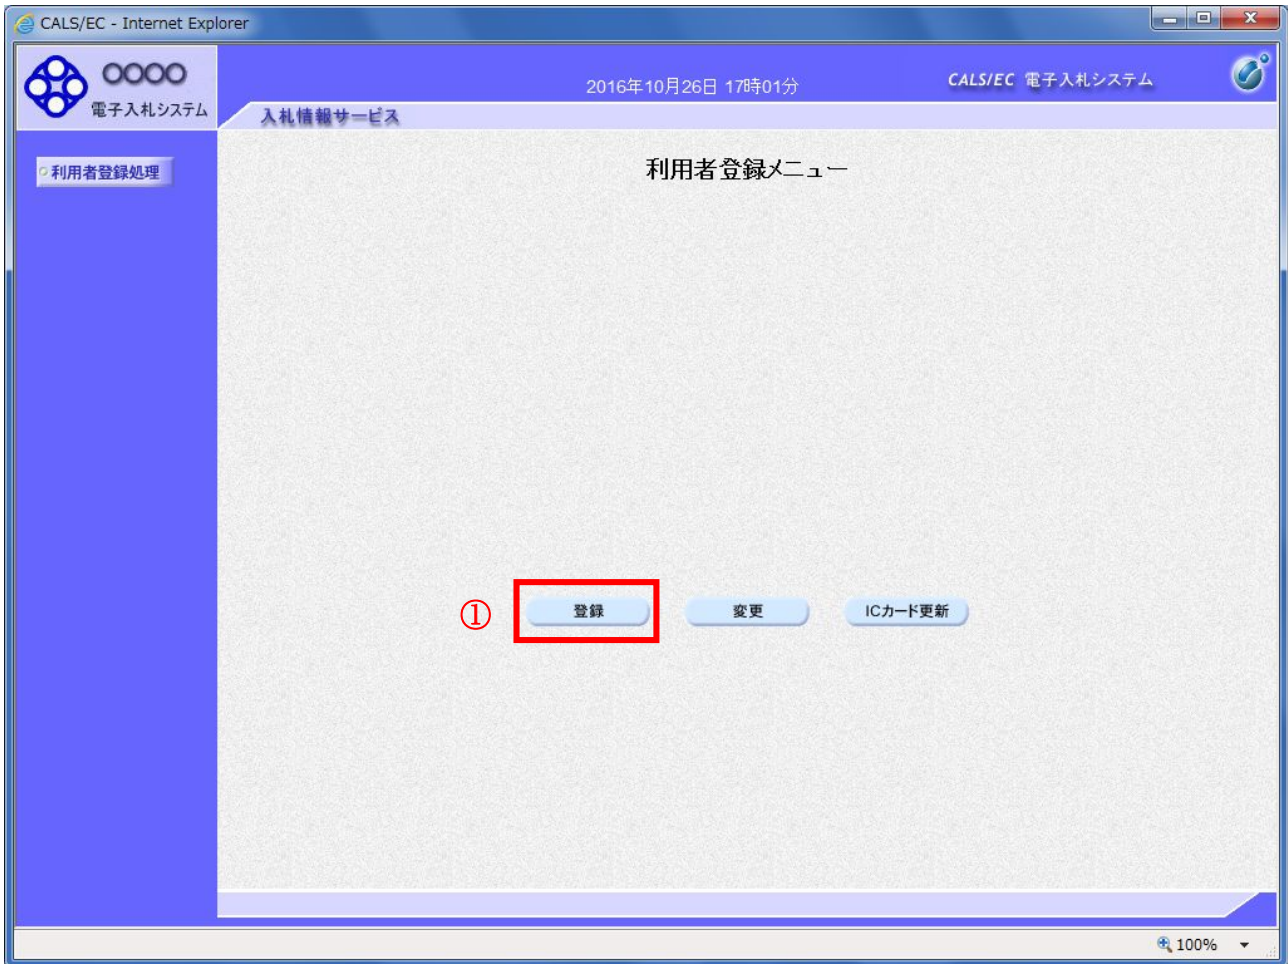 CALS/EC - Internet Explorer
〇〇〇〇
電子入札システム
2016年10月26日 17時01分
CALS/EC 電子入札システム
入札情報サービス
利用者登録処理
利用者登録メニュー
①
登録
変更
ICカード更新
100%